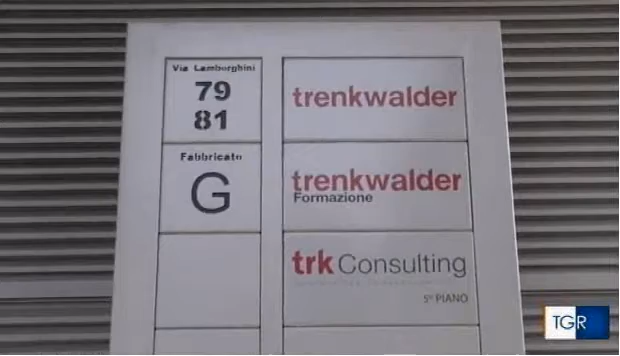 Via Lamborghini
79
81
Fabbricato
G
trenkwalder
trenkwalder
Formazione
trk Consulting
5° PIANO
TGR